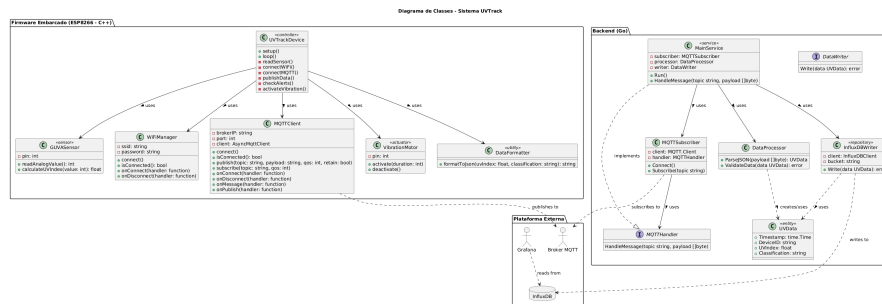 Diagrama de Classes - Sistema UVTrack
Firmware Embarcado (ESP8266 - C++)
«controller»
UVTrackDevice
setup()
loop()
readSensor()
connectWiFi()
connectMQTT()
publishData()
checkAlerts()
activateVibration()
uses
uses
uses
uses
uses
«sensor»
GUVASensor
pin: int
readAnalogValue(): int
calculateUVIndex(value: int): float
WiFiManager
ssid: string
password: string
connect()
isConnected(): bool
onConnect(handler: function)
onDisconnect(handler: function)
MQTTClient
brokerIP: string
port: int
client: AsyncMqttClient
connect()
isConnected(): bool
publish(topic: string, payload: string, qos: int, retain: bool)
subscribe(topic: string, qos: int)
onConnect(handler: function)
onDisconnect(handler: function)
onMessage(handler: function)
onPublish(handler: function)
«actuator»
VibrationMotor
pin: int
activate(duration: int)
deactivate()
«utility»
DataFormatter
formatToJson(uvIndex: float, classification: string): string
publishes to
Backend (Go)
«service»
MainService
subscriber: MQTTSubscriber
processor: DataProcessor
writer: DataWriter
Run()
HandleMessage(topic string, payload []byte)
DataWriter
Write(data UVData): error
implements
uses
uses
uses
MQTTSubscriber
client: MQTT.Client
handler: MQTTHandler
Connect()
Subscribe(topic string)
DataProcessor
ParseJSON(payload []byte): UVData
ValidateData(data UVData): error
«repository»
InfluxDBWriter
client: InfluxDBClient
bucket: string
Write(data UVData): error
subscribes to
uses
creates/uses
uses
MQTTHandler
HandleMessage(topic string, payload []byte)
«entity»
UVData
Timestamp: time.Time
DeviceID: string
UVIndex: float
Classification: string
writes to
Plataforma Externa
Grafana
Broker MQTT
reads from
InfluxDB